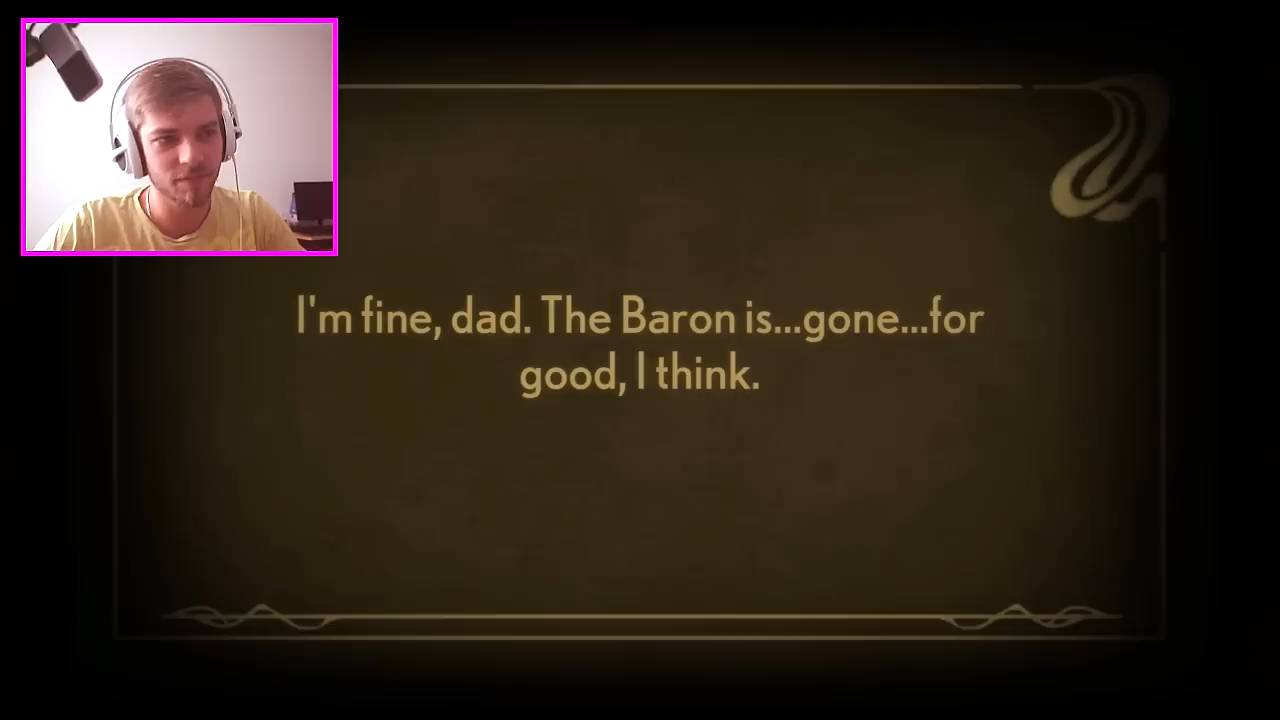 I'm fine, dad. The Baron is...gone...for
good, I think.